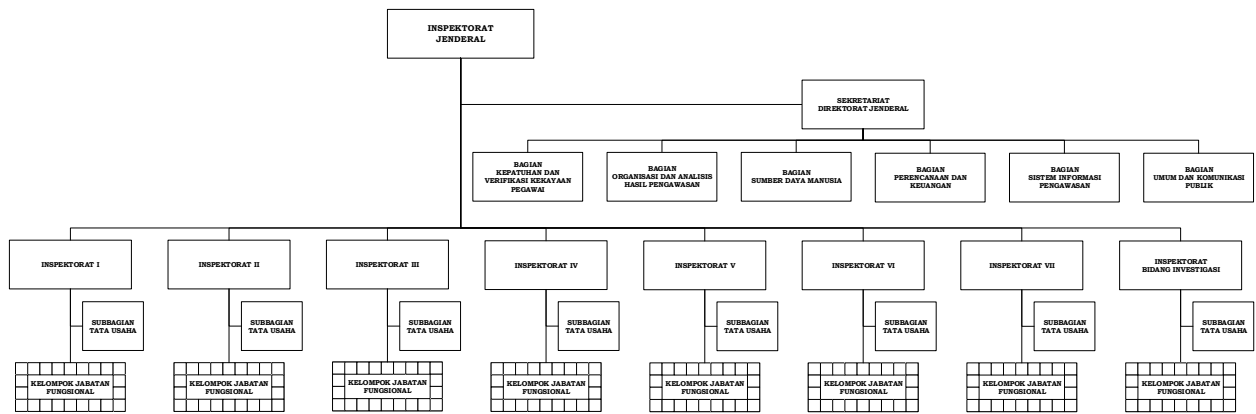 INSPEKTORAT
JENDERAL
SEKRETARIAT
DIREKTORAT JENDERAL
BAGIAN
KEPATUHAN DAN
VERIFIKASI KEKAYAAN
PEGAWAI
BAGIAN
ORGANISASI DAN ANALISIS
HASIL PENGAWASAN
BAGIAN
SUMBER DAYA MANUSIA
BAGIAN
PERENCANAAN DAN
KEUANGAN
BAGIAN
SISTEM INFORMASI
PENGAWASAN
BAGIAN
UMUM DAN KOMUNIKASI
PUBLIK
INSPEKTORAT I
INSPEKTORAT II
INSPEKTORAT III
INSPEKTORAT IV
INSPEKTORAT V
INSPEKTORAT VI
INSPEKTORAT VII
INSPEKTORAT
BIDANG INVESTIGASI
SUBBAGIAN
TATA USAHA
SUBBAGIAN
TATA USAHA
SUBBAGIAN
TATA USAHA
SUBBAGIAN
TATA USAHA
SUBBAGIAN
TATA USAHA
SUBBAGIAN
TATA USAHA
SUBBAGIAN
TATA USAHA
SUBBAGIAN
TATA USAHA
KELOMPOK JABATAN
FUNGSIONAL
KELOMPOK JABATAN
FUNGSIONAL
KELOMPOK JABATAN
FUNGSIONAL
KELOMPOK JABATAN
FUNGSIONAL
KELOMPOK JABATAN
FUNGSIONAL
KELOMPOK JABATAN
FUNGSIONAL
KELOMPOK JABATAN
FUNGSIONAL
KELOMPOK JABATAN
FUNGSIONAL